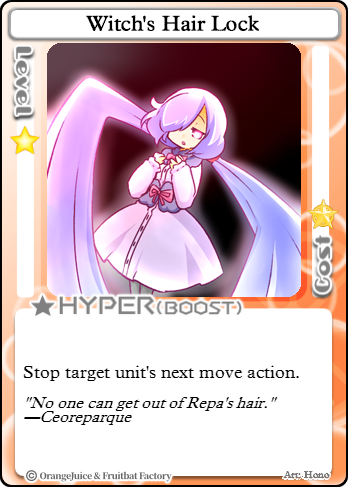 Witch's Hair Lock
Level
Cost
HYPER(BOOST)
Stop target unit's next move action.
"No one can get out of Repa's hair."
—Ceoreparque
© OrangeJuice & Fruitbat Factory
Art: Hono